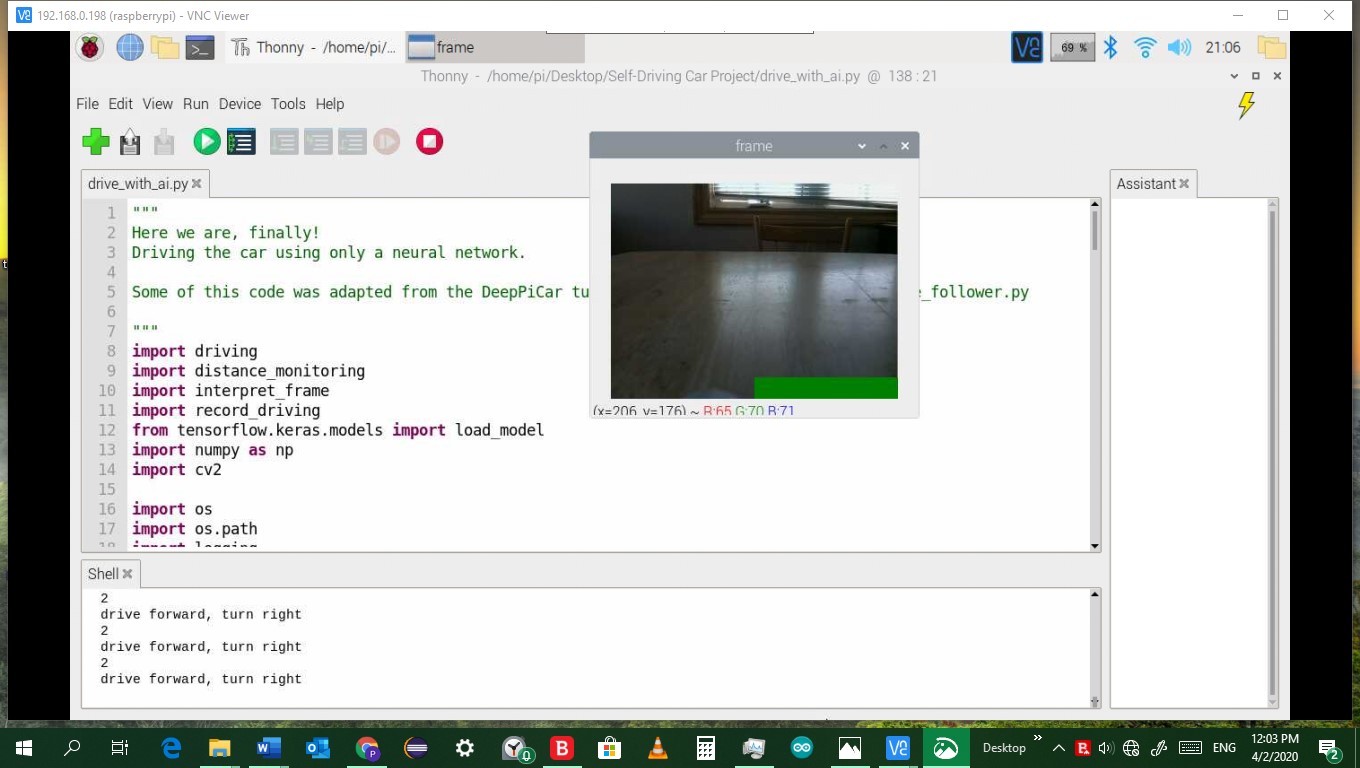 192.168.0.198 (raspberrypi) - VNC Viewer
Thonny - /home/pi/...
frame
69 %
21:06
Thonny - /home/pi/Desktop/Self-Driving Car Project/drive_with_ai.py @ 138 : 21
File Edit View Run Device Tools Help
frame
drive_with_ai.py
Assistant
1 """
2 Here we are, finally!
3 Driving the car using only a neural network.
4
5 Some of this code was adapted from the DeepPiCar tu
_follower.py
6
7 """
8 import driving
9 import distance_monitoring
10 import interpret_frame
11 import record_driving
12 from tensorflow.keras.models import load_model
13 import numpy as np
14 import cv2
15
16 import os
17 import os.path
18 import logging
(x=206, y=176) ~ R:65 G:70 B:71
Shell
2
drive forward, turn right
2
drive forward, turn right
2
drive forward, turn right
Desktop
ENG
12:03 PM
4/2/2020
2